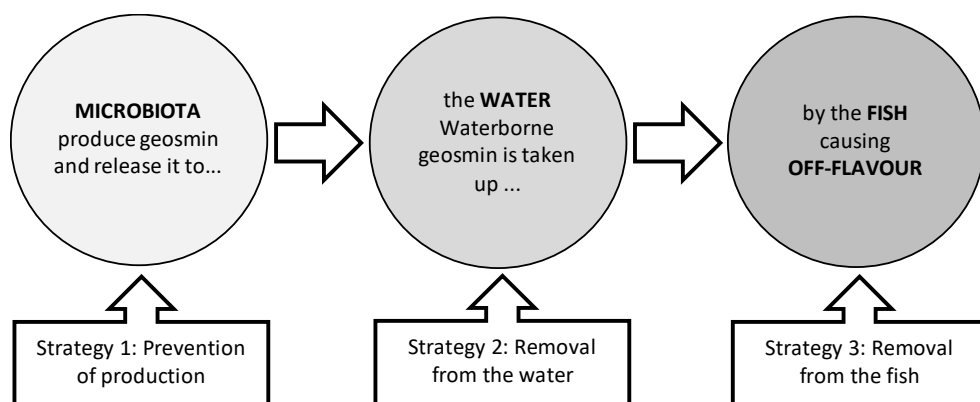 MICROBIOTA
produce geosmin
and release it to...
the WATER
Waterborne
geosmin is taken
up ...
by the FISH
causing
OFF-FLAVOUR
Strategy 1: Prevention
of production
Strategy 2: Removal
from the water
Strategy 3: Removal
from the fish